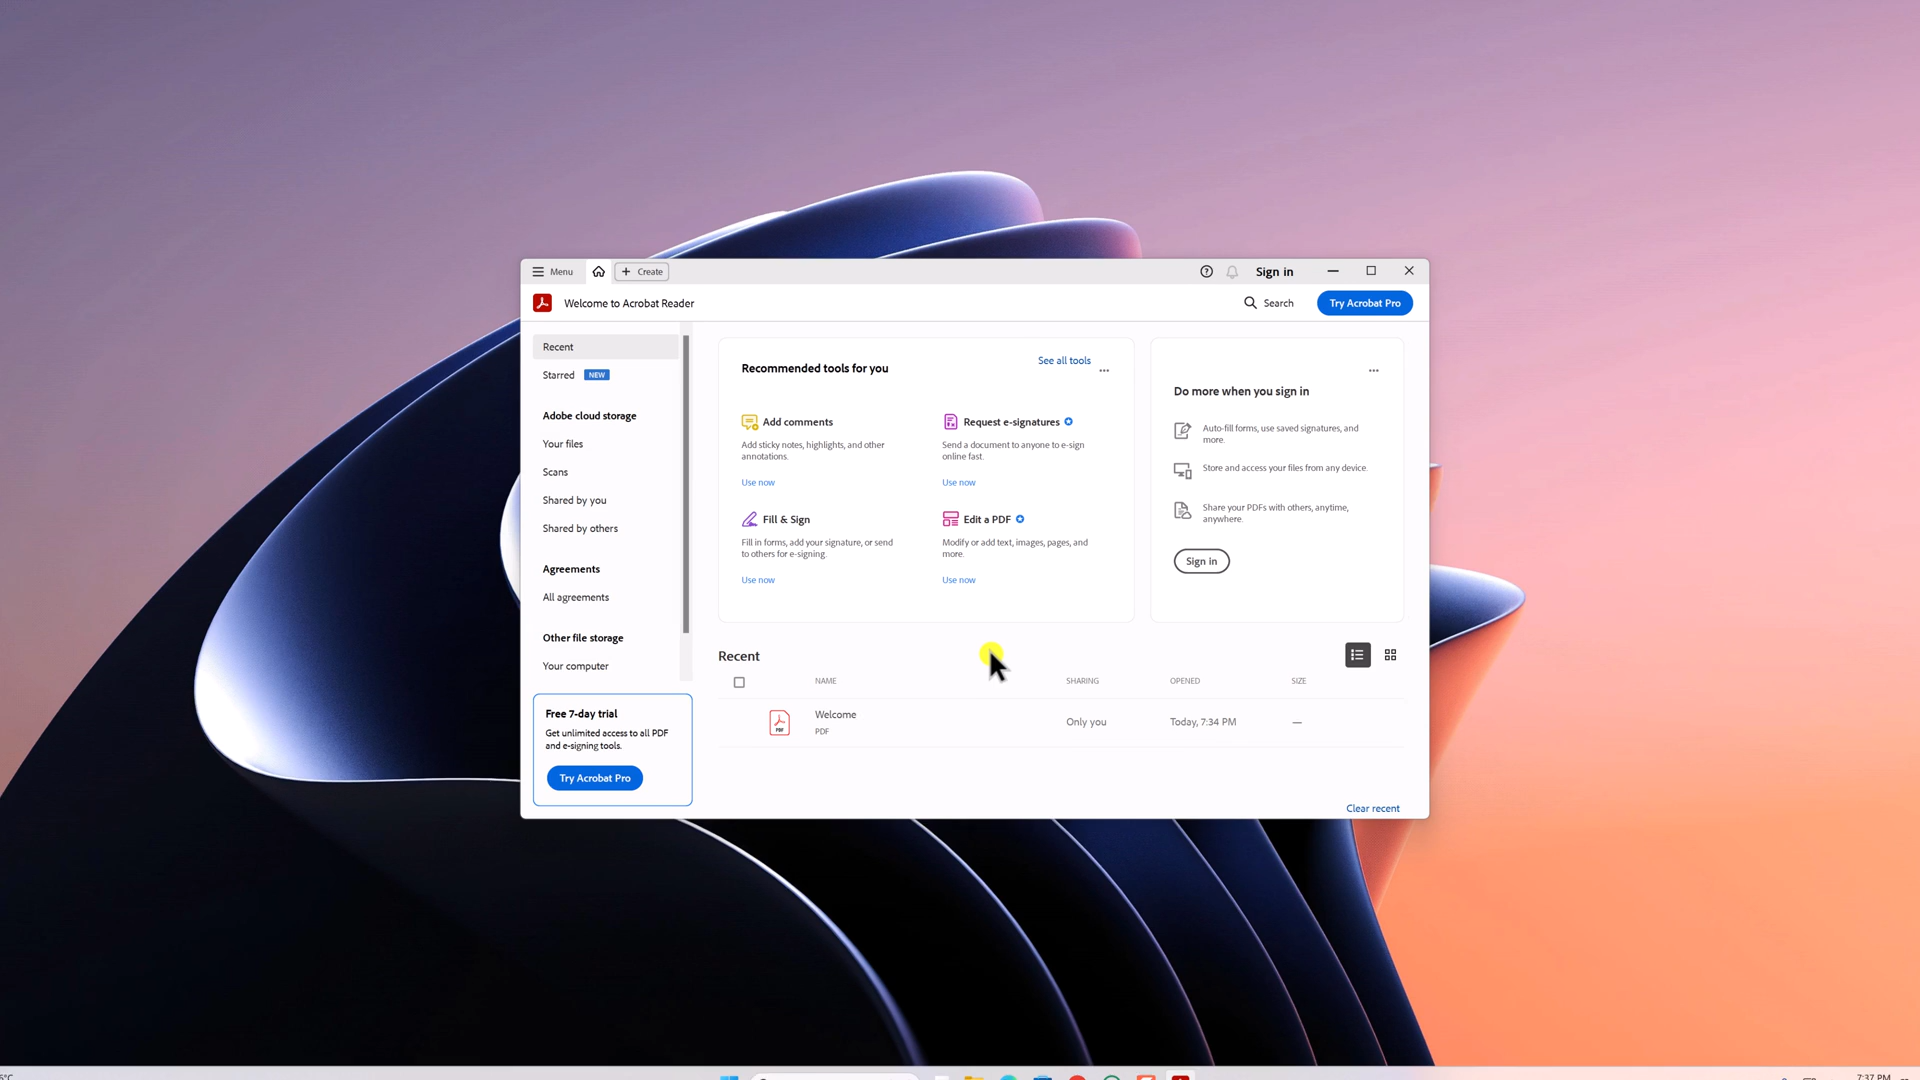 Menu
Create
Sign in
Welcome to Acrobat Reader
Search
Try Acrobat Pro
Recent
Starred NEW
Adobe cloud storage
Your files
Scans
Shared by you
Shared by others
Agreements
All agreements
Other file storage
Your computer
Free 7-day trial
Get unlimited access to all PDF
and e-signing tools.
Try Acrobat Pro
Recommended tools for you
See all tools
Add comments
Add sticky notes, highlights, and other
annotations.
Use now
Request e-signatures
Send a document to anyone to e-sign
online fast.
Use now
Fill & Sign
Fill in forms, add your signature, or send
to others for e-signing.
Use now
Edit a PDF
Modify or add text, images, pages, and
more.
Use now
Do more when you sign in
Auto-fill forms, use saved signatures, and
more.
Store and access your files from any device.
Share your PDFs with others, anytime,
anywhere.
Sign in
Recent
NAME
SHARING
OPENED
SIZE
PDF
Welcome
PDF
Only you
Today, 7:34 PM
—
Clear recent
7:37 PM